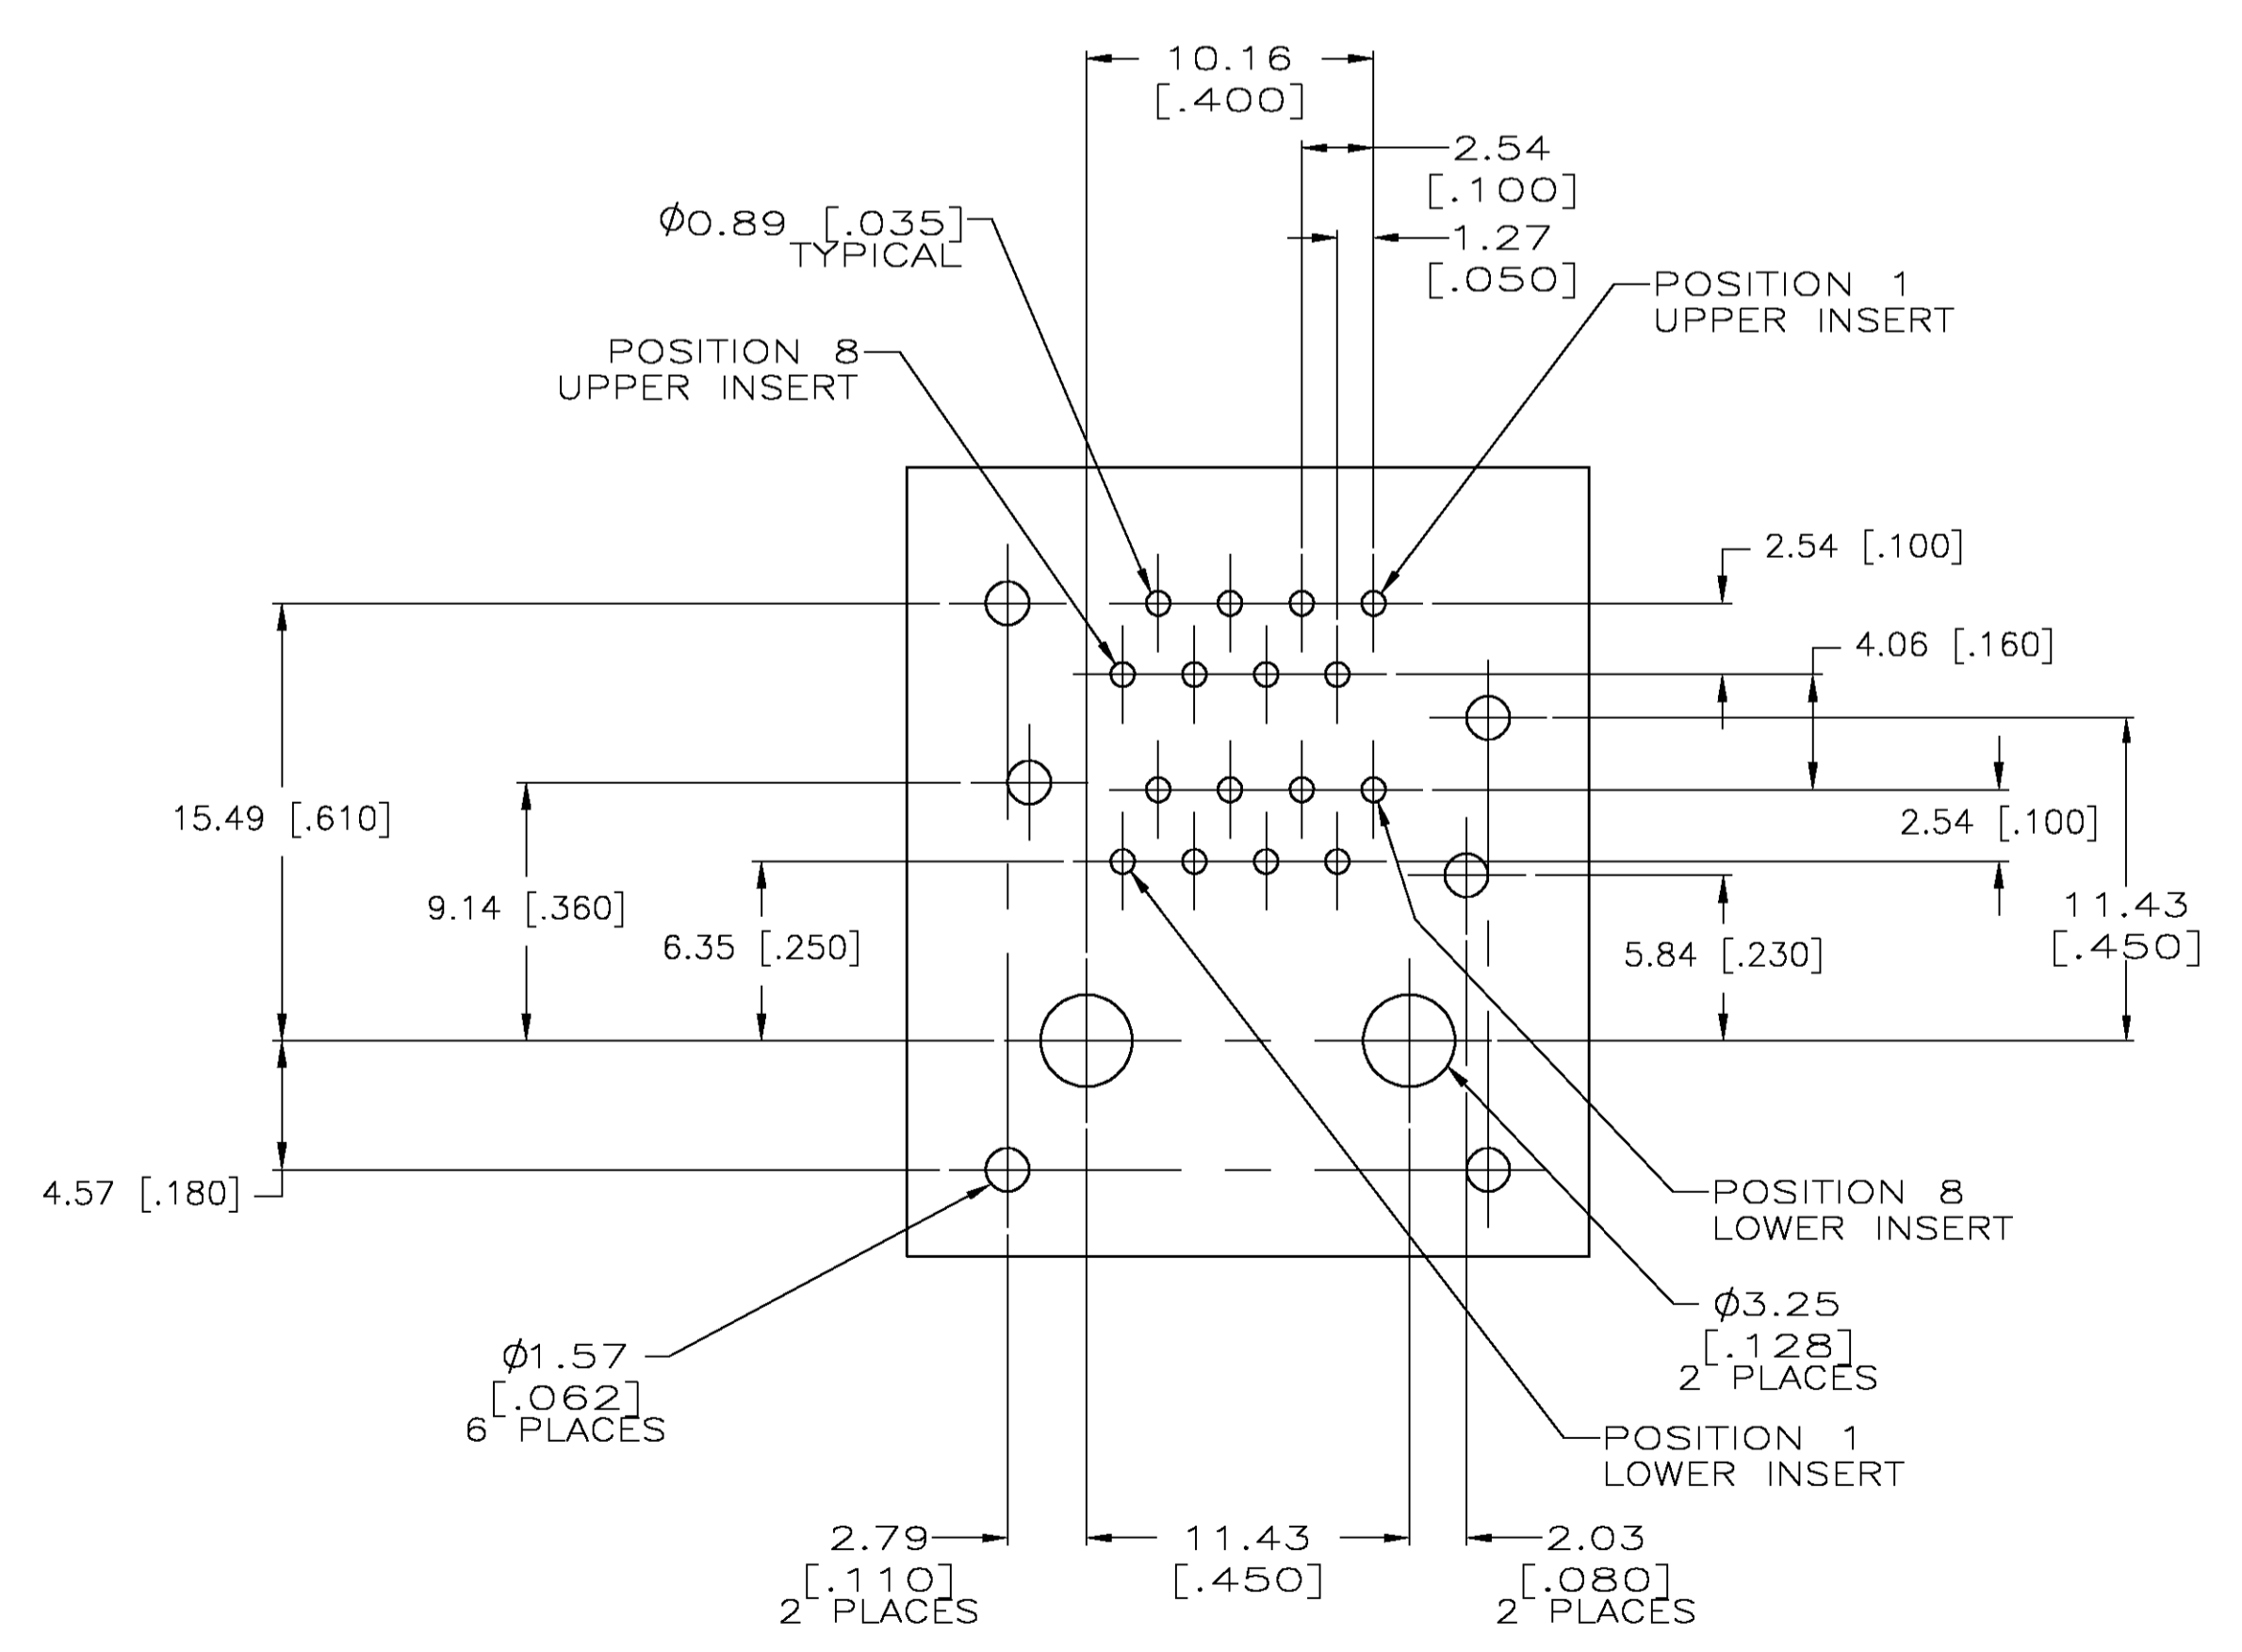 10.16
[.400]
2.54
[.100]
Ø0.89 [.035]
TYPICAL
1.27
[.050]
POSITION 1
UPPER INSERT
POSITION 8
UPPER INSERT
2.54 [.100]
4.06 [.160]
15.49 [.610]
2.54 [.100]
9.14 [.360]
11.43
[.450]
6.35 [.250]
5.84 [.230]
4.57 [.180]
POSITION 8
LOWER INSERT
Ø3.25
[.128]
2 PLACES
Ø1.57
[.062]
6 PLACES
POSITION 1
LOWER INSERT
2.79
[.110]
2 PLACES
11.43
[.450]
2.03
[.080]
2 PLACES